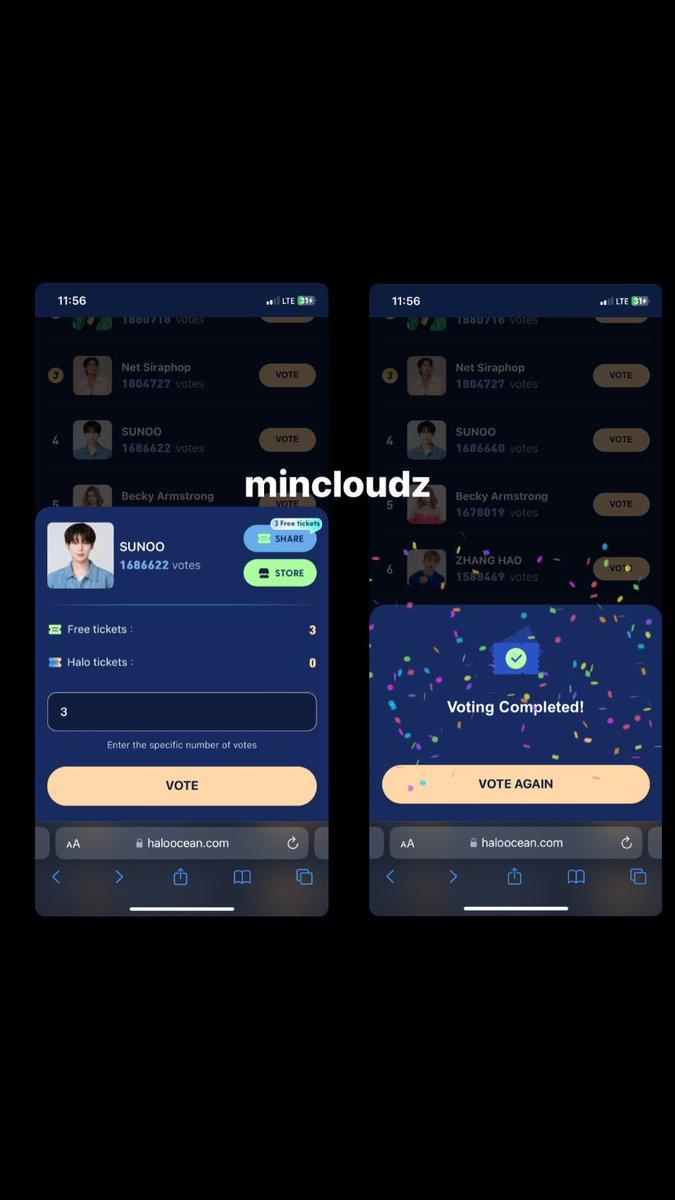 11:56
LTE 31
1880718 votes
3
Net Siraphop
1804727 votes
VOTE
4
SUNOO
1686622 votes
VOTE
5
Becky Armstrong
VOTE
SUNOO
1686622 votes
3 Free tickets
SHARE
STORE
Free tickets :
3
Halo tickets :
0
3
Enter the specific number of votes
VOTE
AA
haloocean.com
mincloudz
11:56
LTE 31
1880718 votes
3
Net Siraphop
1804727 votes
VOTE
4
SUNOO
1686640 votes
VOTE
5
Becky Armstrong
1678019 votes
VOTE
6
ZHANG HAO
1588469 votes
VOTE
Voting Completed!
VOTE AGAIN
AA
haloocean.com